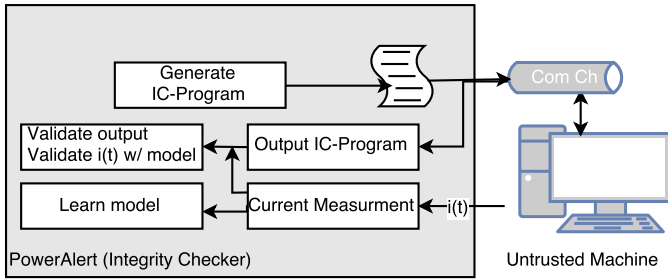 Generate
IC-Program
Com Ch
Validate output
Validate i(t) w/ model
Output IC-Program
Learn model
Current Measurment
i(t)
PowerAlert (Integrity Checker)
Untrusted Machine